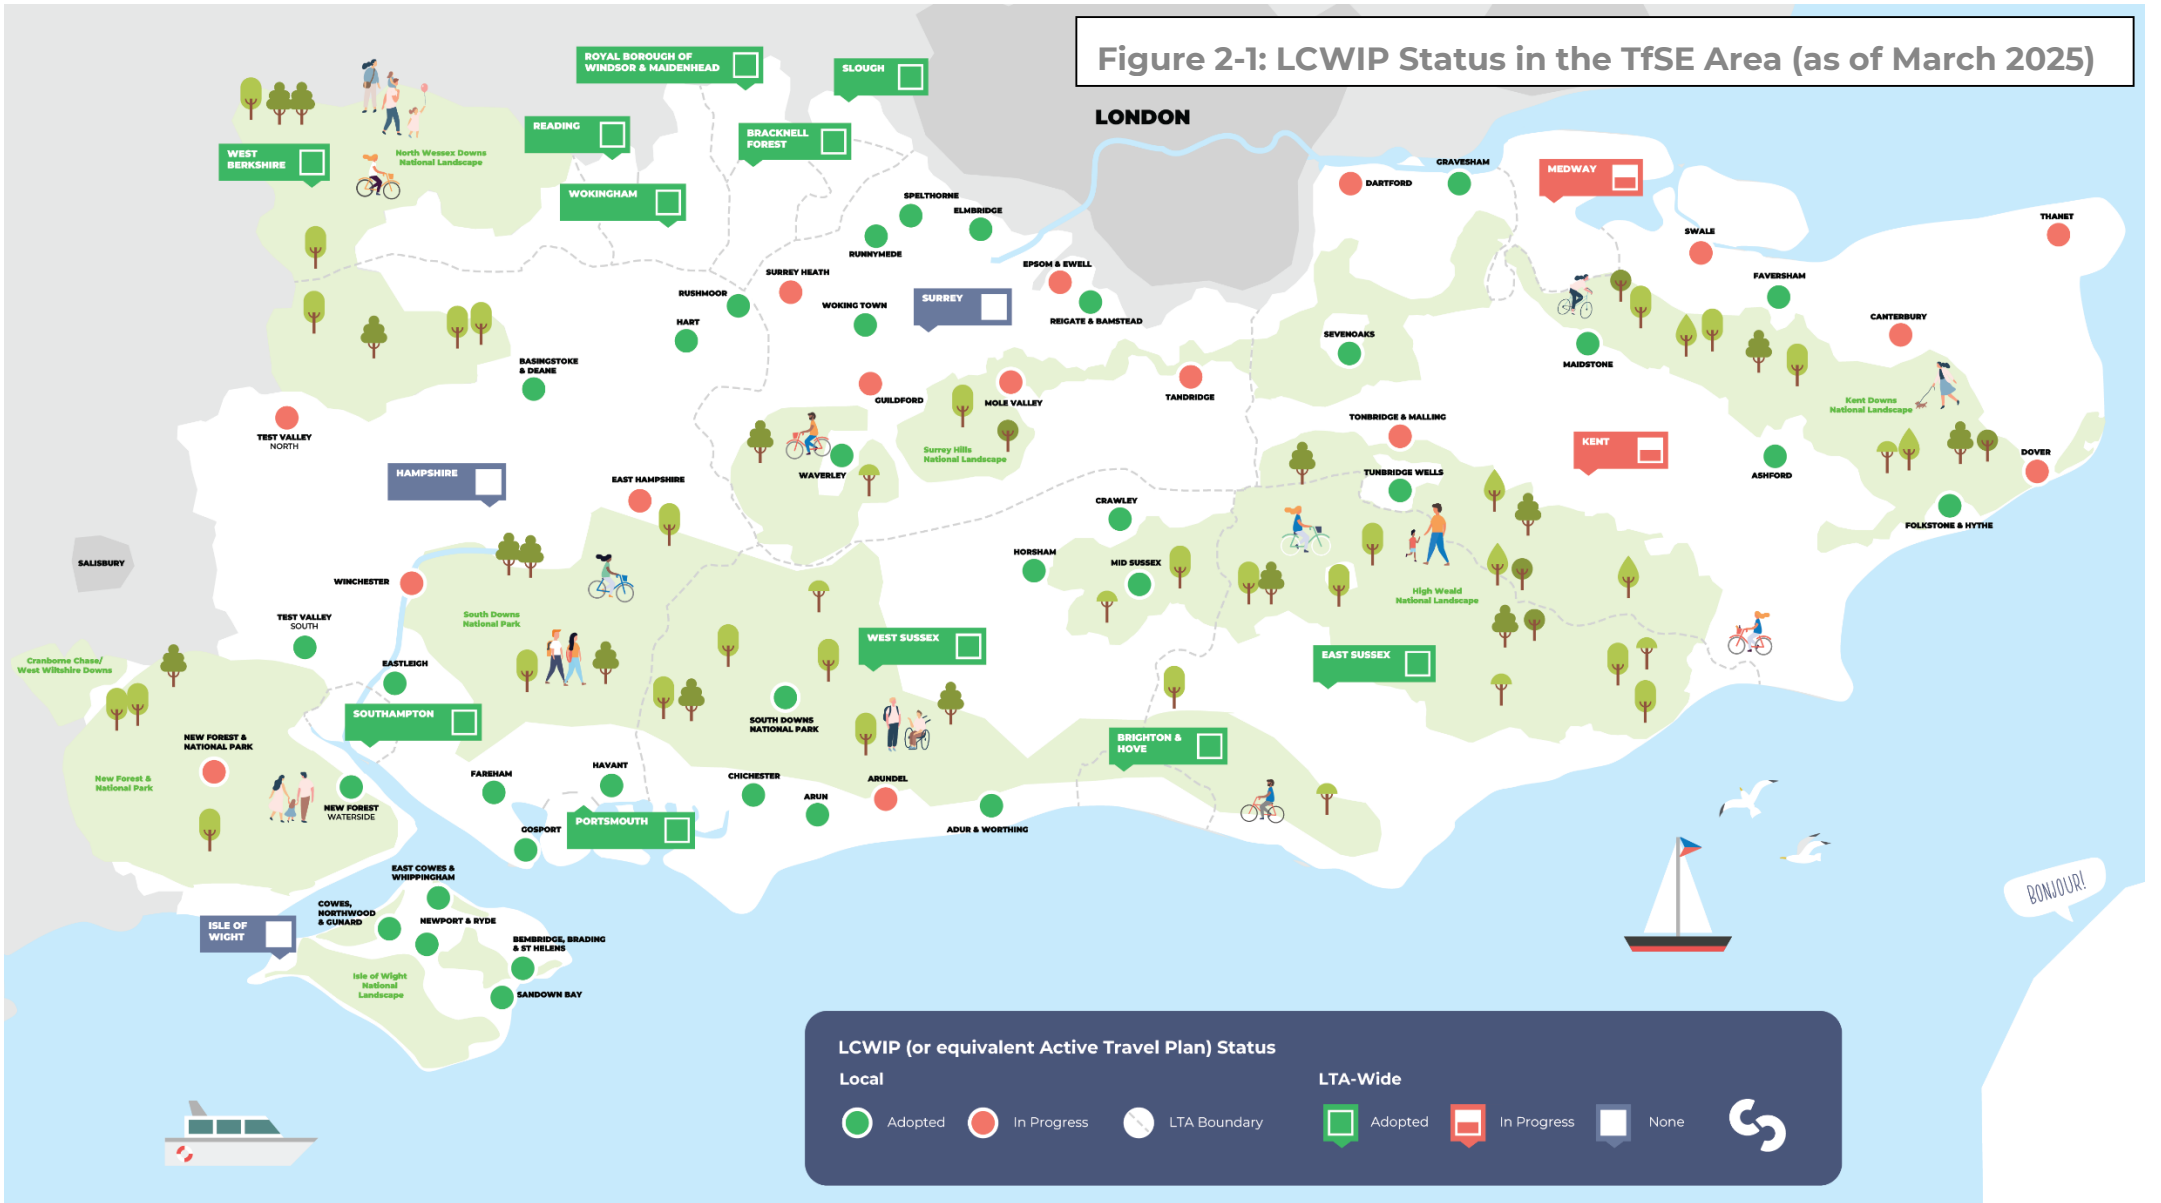 Figure 2-1: LCWIP Status in the TfSE Area (as of March 2025)
ROYAL BOROUGH OF
WINDSOR & MAIDENHEAD
SLOUGH
LONDON
READING
BRACKNELL
FOREST
WEST
BERKSHIRE
North Wessex Downs
National Landscape
WOKINGHAM
SPELTHORNE
ELMBRIDGE
RUNNYMEDE
GRAVESHAM
DARTFORD
MEDWAY
THANET
SWALE
EPSOM & EWELL
SURREY HEATH
FAVERSHAM
RUSHMOOR
WOKING TOWN
SURREY
HART
REIGATE & BAMSTEAD
CANTERBURY
SEVENOAKS
BASINGSTOKE
& DEANE
MAIDSTONE
GUILDFORD
MOLE VALLEY
TANDRIDGE
Kent Downs
National Landscape
TONBRIDGE & MALLING
TEST VALLEY
NORTH
KENT
Surrey Hills
National Landscape
DOVER
HAMPSHIRE
EAST HAMPSHIRE
WAVERLEY
TUNBRIDGE WELLS
ASHFORD
CRAWLEY
FOLKSTONE & HYTHE
SALISBURY
HORSHAM
MID SUSSEX
WINCHESTER
High Weald
National Landscape
TEST VALLEY
SOUTH
South Downs
National Park
WEST SUSSEX
EAST SUSSEX
Cranborne Chase/
West Wiltshire Downs
EASTLEIGH
SOUTHAMPTON
SOUTH DOWNS
NATIONAL PARK
BRIGHTON &
HOVE
NEW FOREST &
NATIONAL PARK
New Forest &
National Park
FAREHAM
HAVANT
CHICHESTER
ARUNDEL
ARUN
NEW FOREST
WATERSIDE
GOSPORT
PORTSMOUTH
ADUR & WORTHING
EAST COWES &
WHIPPINGHAM
BONJOUR!
COWES,
NORTHWOOD
& GUNARD
NEWPORT & RYDE
ISLE OF
WIGHT
BEMBRIDGE, BRADING
& ST HELENS
Isle of Wight
National
Landscape
SANDOWN BAY
LCWIP (or equivalent Active Travel Plan) Status
Local
LTA-Wide
Adopted
In Progress
LTA Boundary
Adopted
In Progress
None